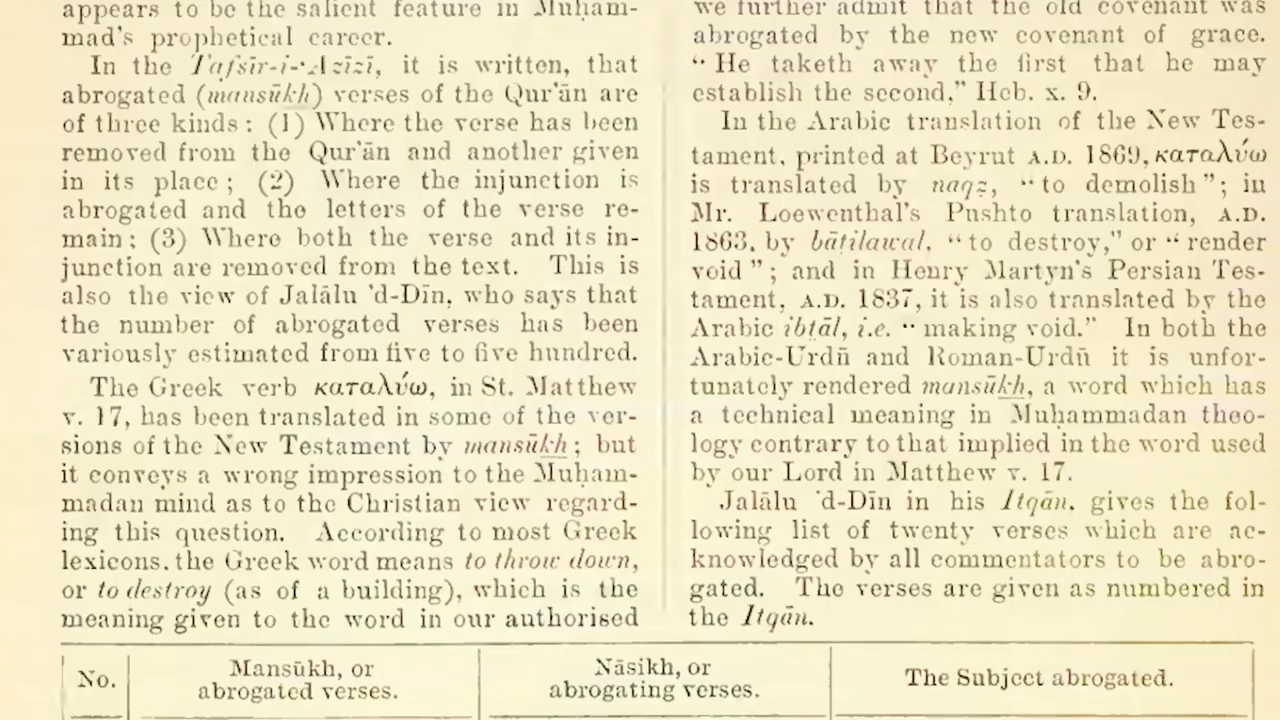 appears to be the salient feature in Muḥam-
mad's prophetical career.
In the Tafsīr-i-ʻAzīzī, it is written, that
abrogated (mansūkh) verses of the Qur'ān are
of three kinds: (1) Where the verse has been
removed from the Qur'ān and another given
in its place; (2) Where the injunction is
abrogated and the letters of the verse re-
main; (3) Where both the verse and its in-
junction are removed from the text. This is
also the view of Jalālu 'd-Dīn, who says that
the number of abrogated verses has been
variously estimated from five to five hundred.
The Greek verb καταλύω, in St. Matthew
v. 17, has been translated in some of the ver-
sions of the New Testament by mansūkh; but
it conveys a wrong impression to the Muḥam-
madan mind as to the Christian view regard-
ing this question. According to most Greek
lexicons, the Greek word means to throw down,
or to destroy (as of a building), which is the
meaning given to the word in our authorised
we further admit that the old covenant was
abrogated by the new covenant of grace.
“He taketh away the first that he may
establish the second,” Heb. x. 9.
In the Arabic translation of the New Tes-
tament, printed at Beyrut A.D. 1869, καταλύω
is translated by naqẓ, “to demolish”; in
Mr. Loewenthal's Pushto translation, A.D.
1863, by bāt̤ilawal, “to destroy,” or “render
void”; and in Henry Martyn's Persian Tes-
tament, A.D. 1837, it is also translated by the
Arabic ibt̤āl, i.e. “making void.” In both the
Arabic-Urdū and Roman-Urdū it is unfor-
tunately rendered mansūkh, a word which has
a technical meaning in Muḥammadan theo-
logy contrary to that implied in the word used
by our Lord in Matthew v. 17.
Jalālu 'd-Dīn in his Itqān, gives the fol-
lowing list of twenty verses which are ac-
knowledged by all commentators to be abro-
gated. The verses are given as numbered in
the Itqān.
No.
Mansūkh, or
abrogated verses.
Nāsikh, or
abrogating verses.
The Subject abrogated.